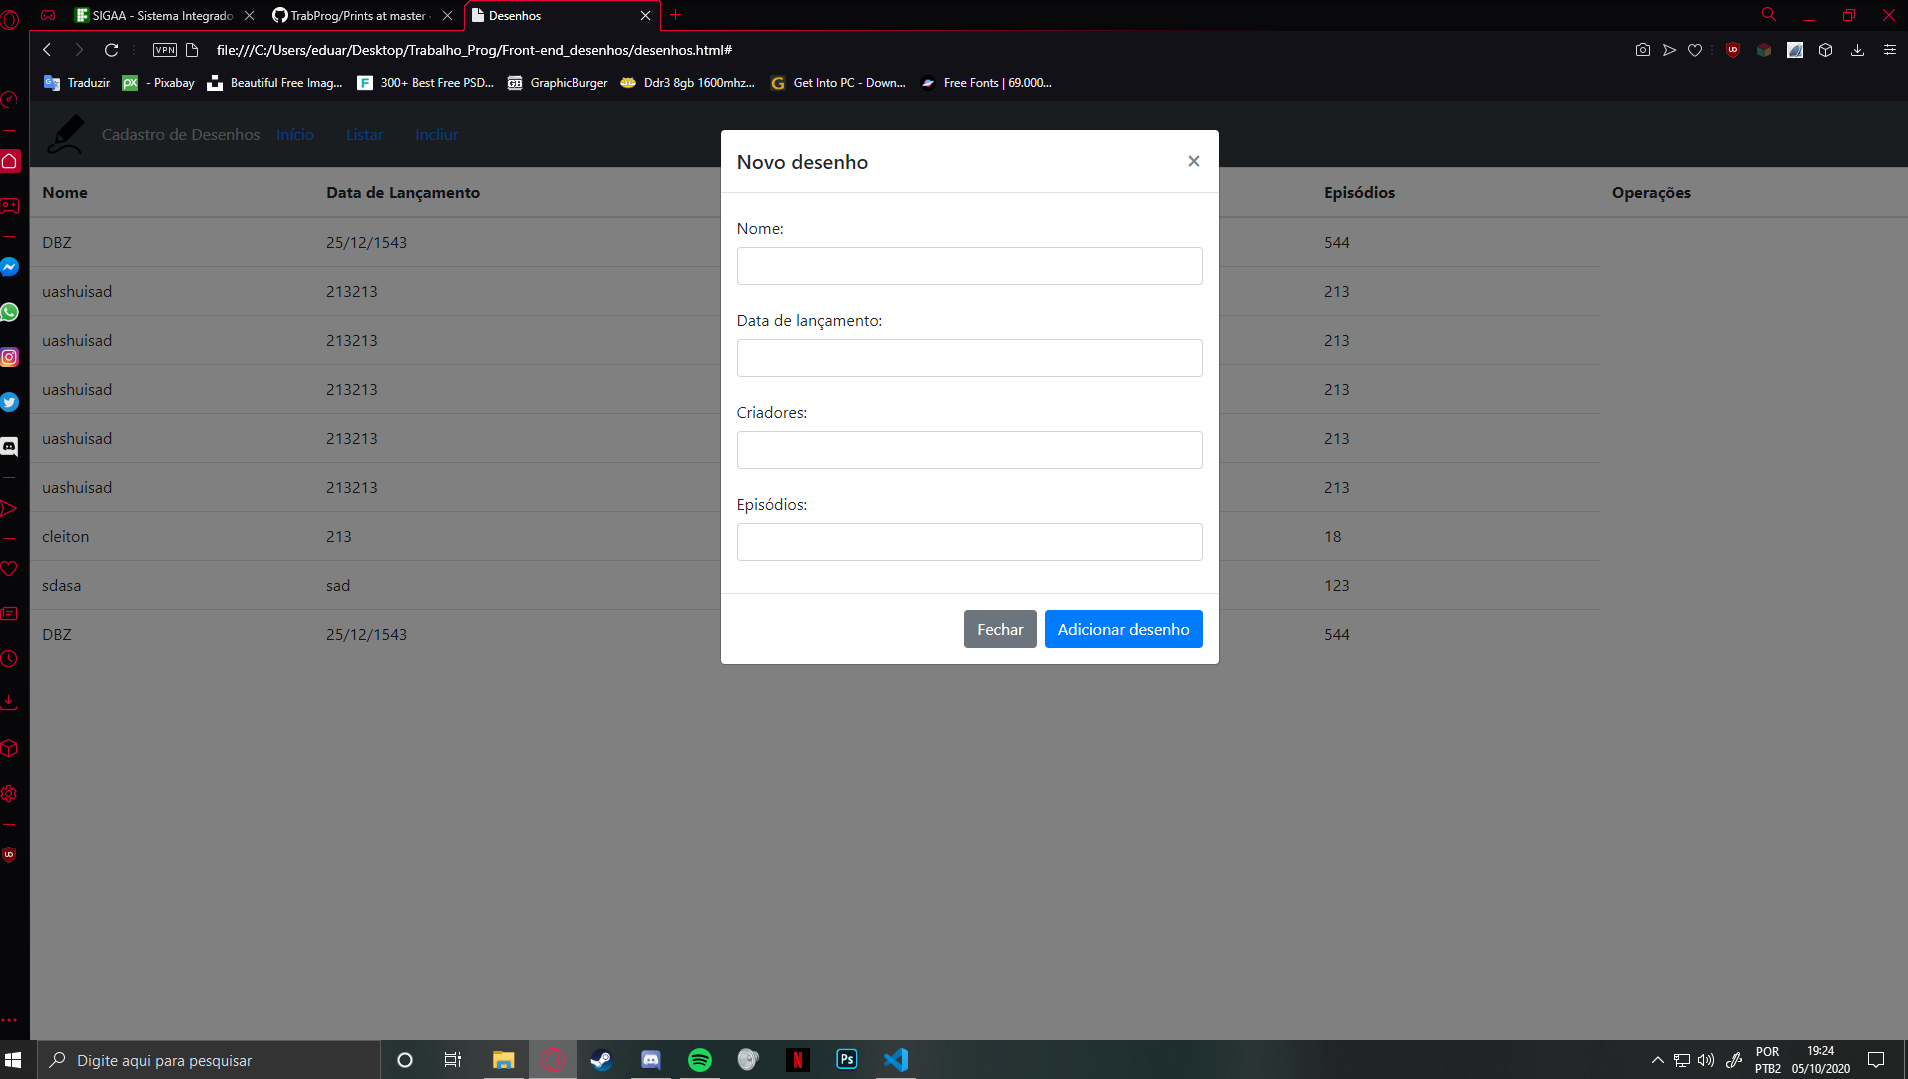 SIGAA - Sistema Integrado
TrabProg/Prints at master
Desenhos
VPN
file:///C:/Users/eduar/Desktop/Trabalho_Prog/Front-end_desenhos/desenhos.html#
Traduzir
px - Pixabay
Beautiful Free Imag...
F 300+ Best Free PSD...
GB GraphicBurger
Ddr3 8gb 1600mhz...
G Get Into PC - Down...
Free Fonts | 69.000...
Cadastro de Desenhos Início Listar Incliur
Nome Data de Lançamento Episódios Operações
DBZ 25/12/1543 544
uashuisad 213213 213
uashuisad 213213 213
uashuisad 213213 213
uashuisad 213213 213
uashuisad 213213 213
cleiton 213 18
sdasa sad 123
DBZ 25/12/1543 544
Novo desenho ×
Nome:
Data de lançamento:
Criadores:
Episódios:
Fechar Adicionar desenho
Digite aqui para pesquisar
N
Ps
POR
PTB2
19:24
05/10/2020